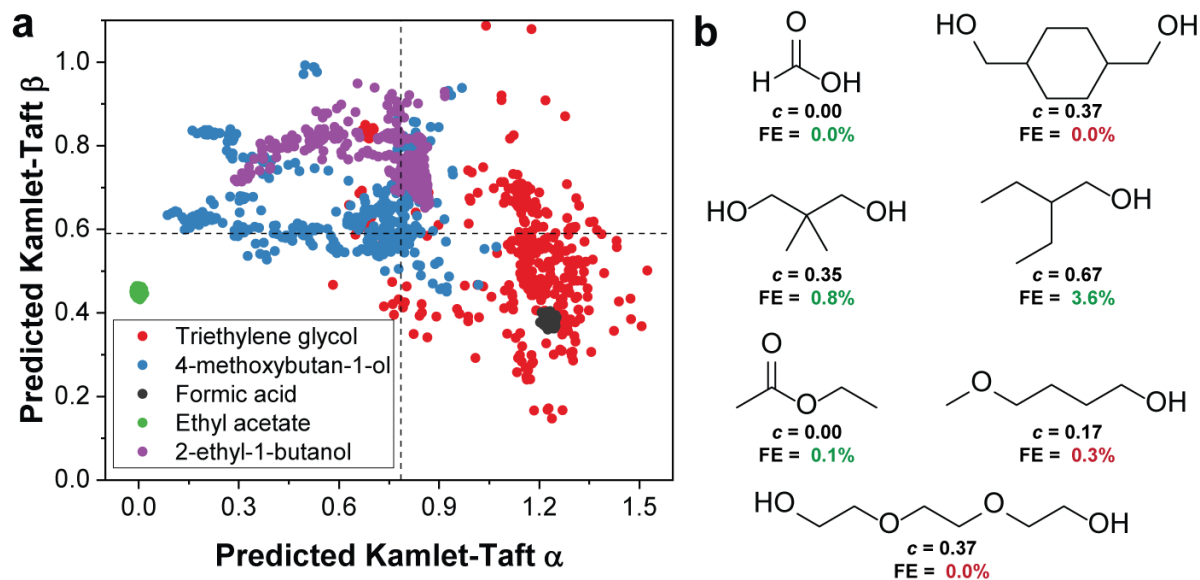 a
Predicted Kamlet-Taft β
1.0
0.8
0.6
0.4
0.2
0.0
Triethylene glycol
4-methoxybutan-1-ol
Formic acid
Ethyl acetate
2-ethyl-1-butanol
0.0 0.3 0.6 0.9 1.2 1.5
Predicted Kamlet-Taft α
b
O
H OH
c = 0.00
FE = 0.0%
HO OH
c = 0.37
FE = 0.0%
HO OH
c = 0.35
FE = 0.8%
OH
c = 0.67
FE = 3.6%
O
O
c = 0.00
FE = 0.1%
O OH
c = 0.17
FE = 0.3%
HO O O OH
c = 0.37
FE = 0.0%